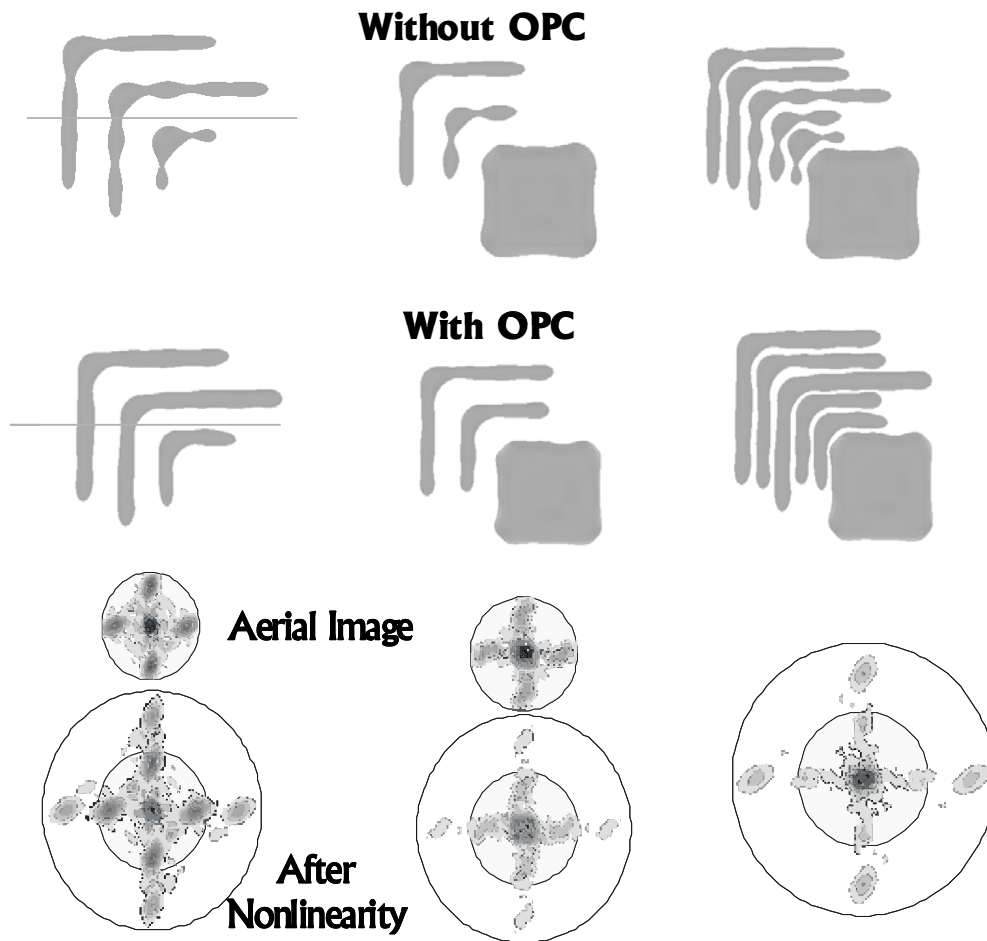 Without OPC
With OPC
Aerial Image
After
Nonlinearity